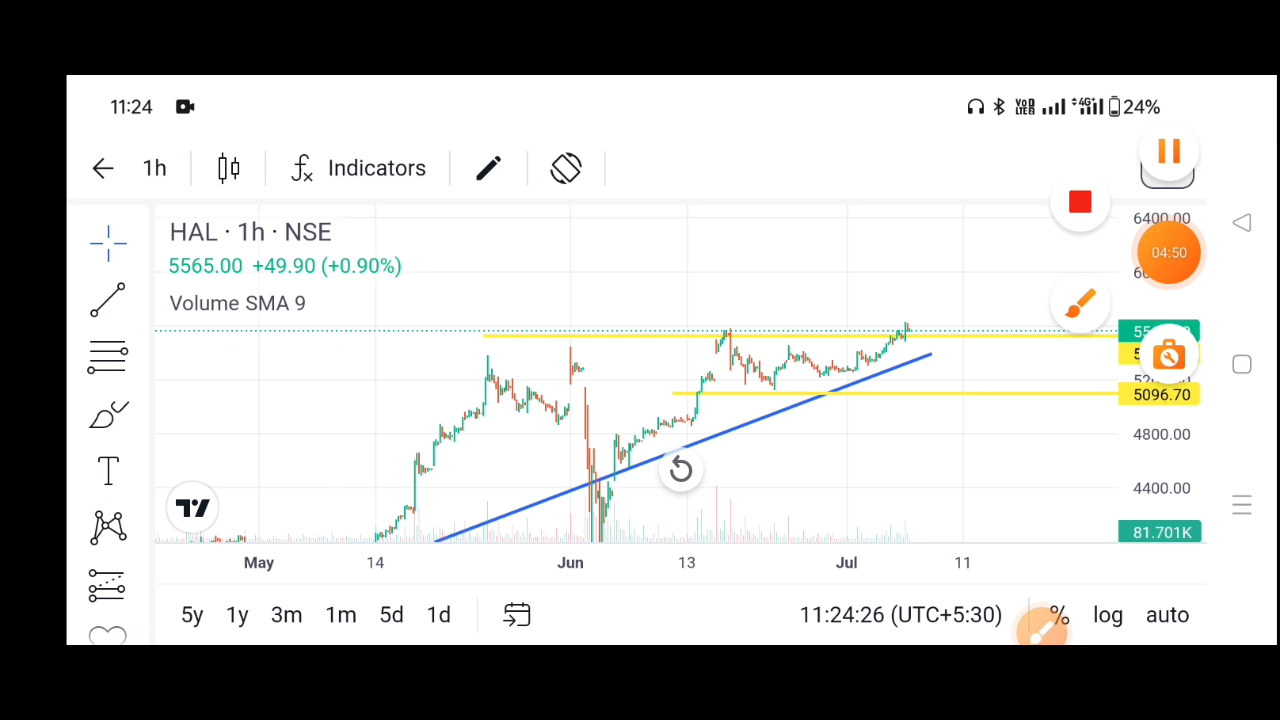 11:24
24%
1h
Indicators
HAL · 1h · NSE
5565.00 +49.90 (+0.90%)
Volume SMA 9
6400.00
04:50
5096.70
4800.00
4400.00
81.701K
May 14 Jun 13 Jul 11
5y 1y 3m 1m 5d 1d
11:24:26 (UTC+5:30) % log auto